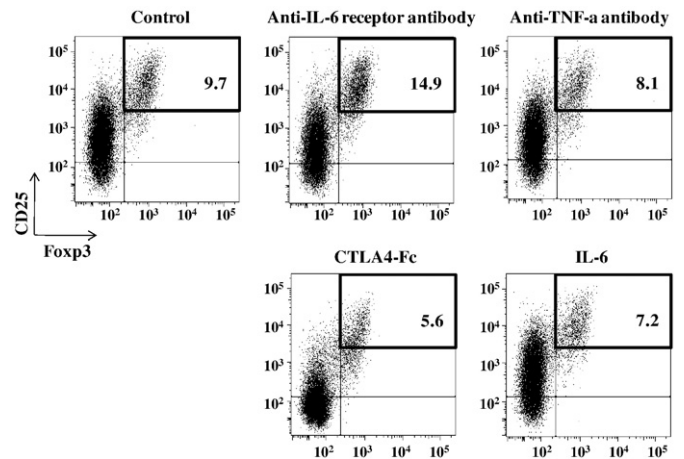 Control
Anti-IL-6 receptor antibody
Anti-TNF-a antibody
10⁵
10⁴
10³
10²
9.7
10² 10³ 10⁴ 10⁵
10⁵
10⁴
10³
10²
14.9
10² 10³ 10⁴ 10⁵
10⁵
10⁴
10³
10²
8.1
10² 10³ 10⁴ 10⁵
CD25
Foxp3
CTLA4-Fc
IL-6
10⁵
10⁴
10³
10²
5.6
10² 10³ 10⁴ 10⁵
10⁵
10⁴
10³
10²
7.2
10² 10³ 10⁴ 10⁵